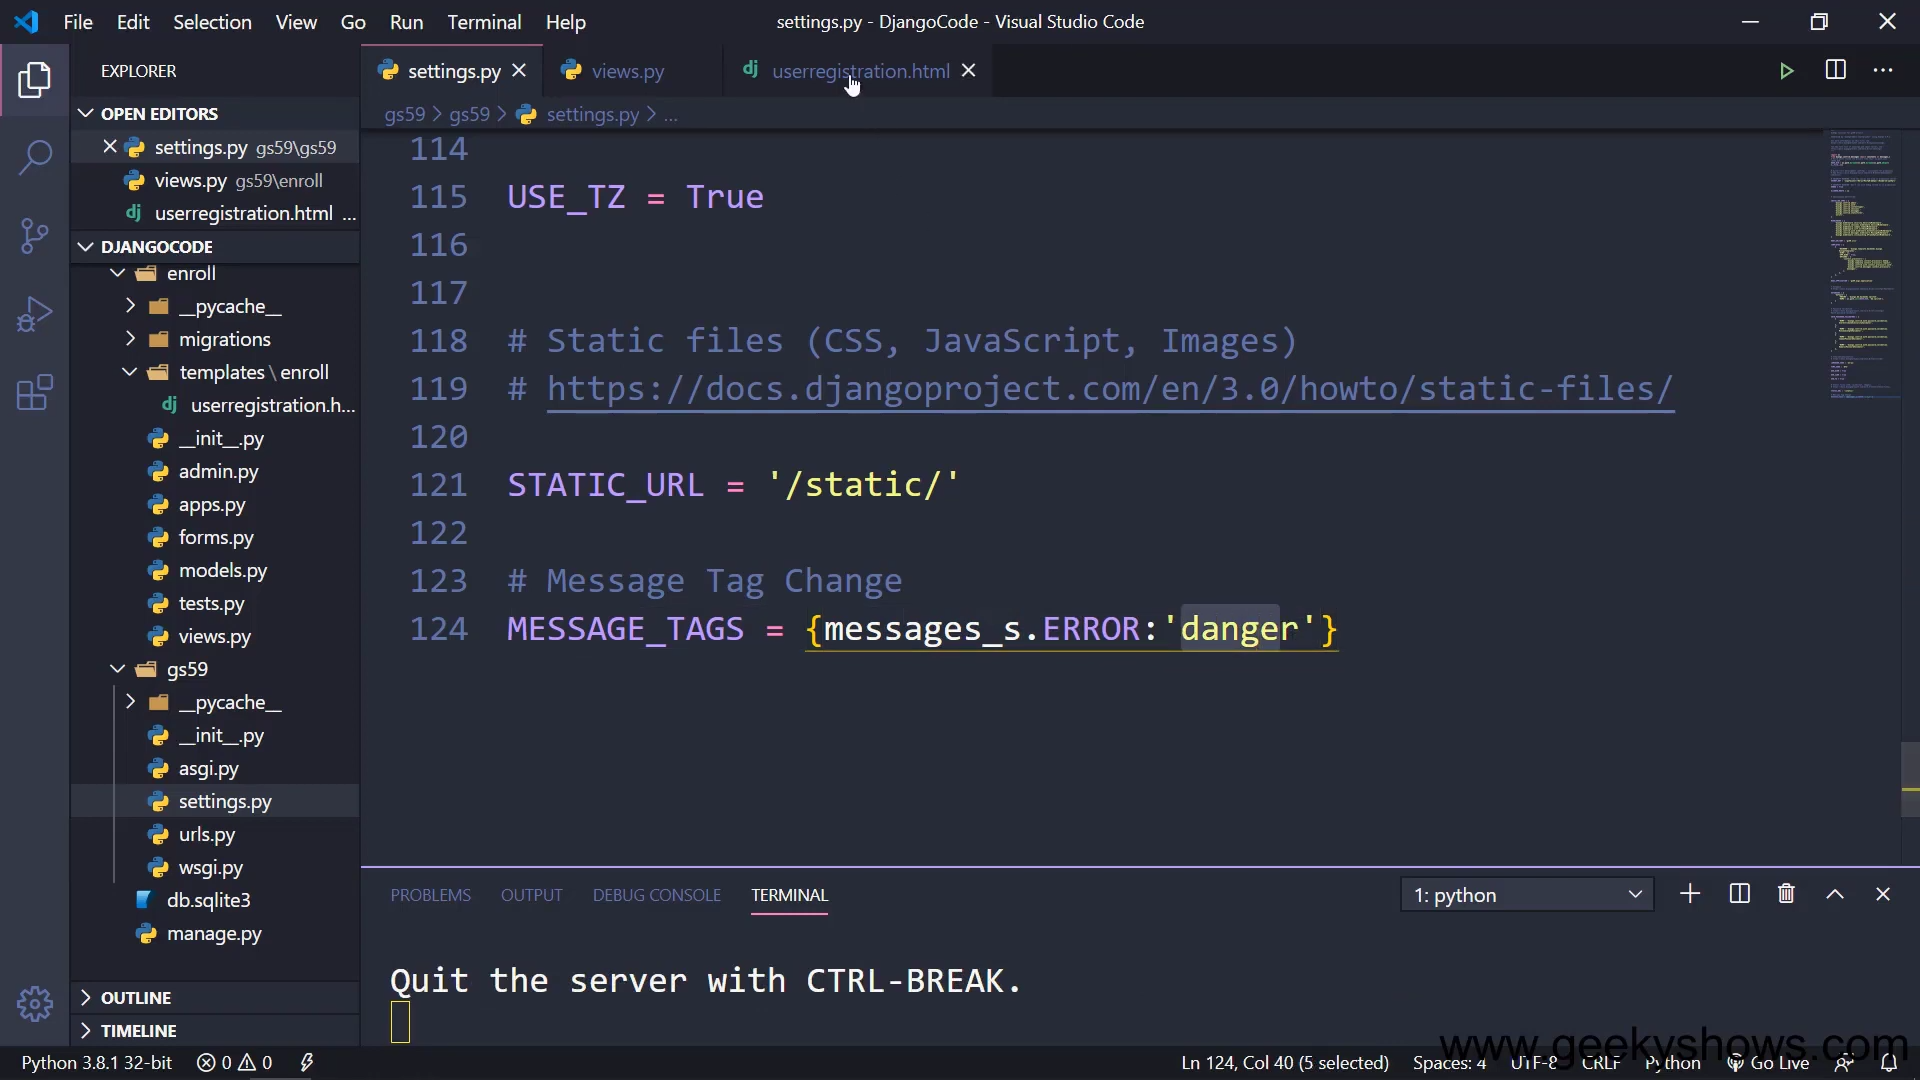 File Edit Selection View Go Run Terminal Help
settings.py - DjangoCode - Visual Studio Code
EXPLORER
settings.py
views.py
dj userregistration.html
OPEN EDITORS
gs59 > gs59 > settings.py > ...
settings.py gs59\gs59
views.py gs59\enroll
dj userregistration.html ...
DJANGOCODE
enroll
__pycache__
migrations
templates \ enroll
dj userregistration.h...
__init__.py
admin.py
apps.py
forms.py
models.py
tests.py
views.py
gs59
__pycache__
__init__.py
asgi.py
settings.py
urls.py
wsgi.py
db.sqlite3
manage.py
OUTLINE
TIMELINE
114
115 USE_TZ = True
116
117
118 # Static files (CSS, JavaScript, Images)
119 # https://docs.djangoproject.com/en/3.0/howto/static-files/
120
121 STATIC_URL = '/static/'
122
123 # Message Tag Change
124 MESSAGE_TAGS = {messages_s.ERROR:'danger'}
PROBLEMS OUTPUT DEBUG CONSOLE TERMINAL
1: python
Quit the server with CTRL-BREAK.
www.geekyshows.com
Python 3.8.1 32-bit 0 0
Ln 124, Col 40 (5 selected) Spaces: 4 UTF-8 CRLF Python Go Live